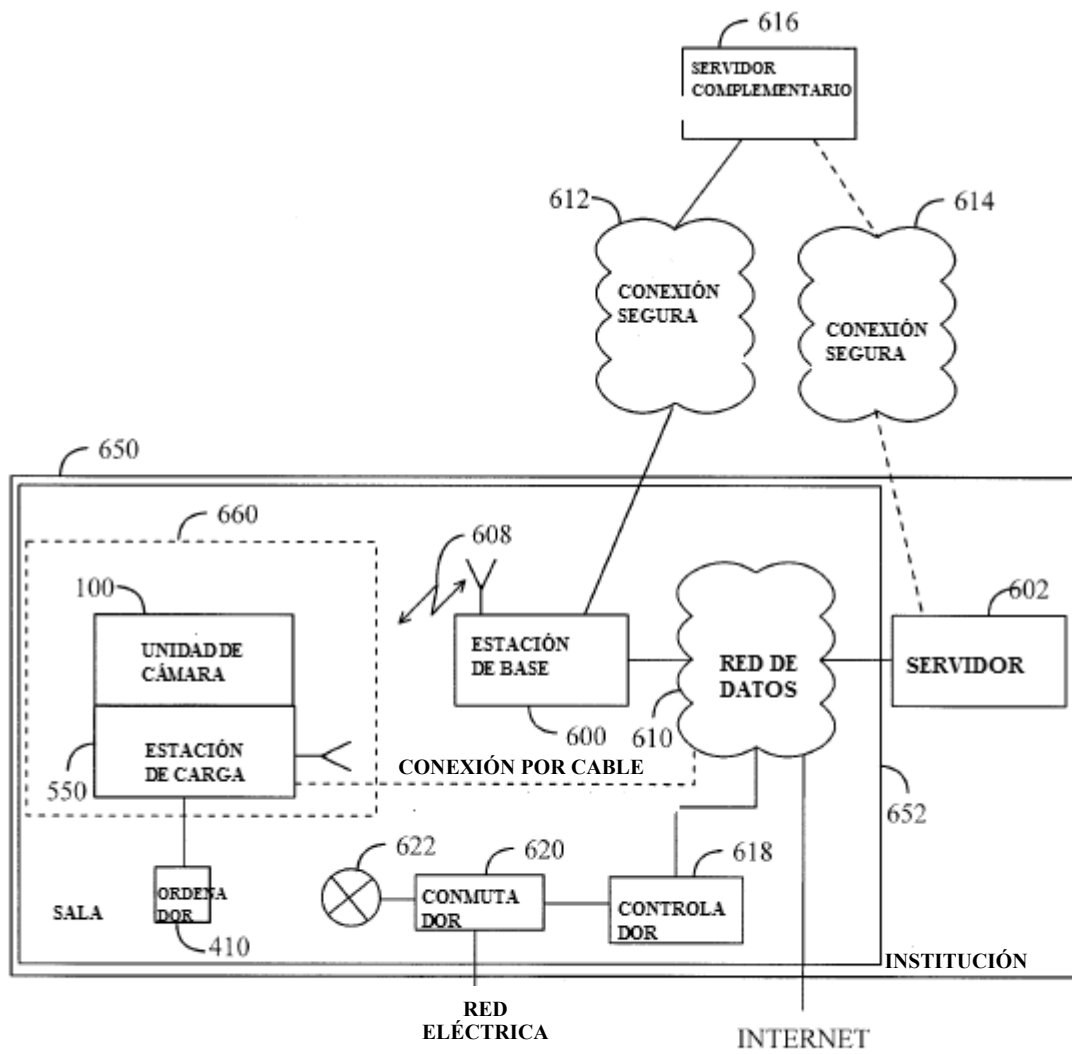 616
SERVIDOR
COMPLEMENTARIO
612
614
CONEXIÓN
SEGURA
CONEXIÓN
SEGURA
650
660
608
100
602
UNIDAD DE
CÁMARA
ESTACIÓN
DE BASE
RED DE
DATOS
SERVIDOR
600
610
ESTACIÓN
DE CARGA
550
CONEXIÓN POR CABLE
652
622
620
618
ORDENA
DOR
CONMUTA
DOR
CONTROLA
DOR
SALA
410
INSTITUCIÓN
RED
ELÉCTRICA
INTERNET